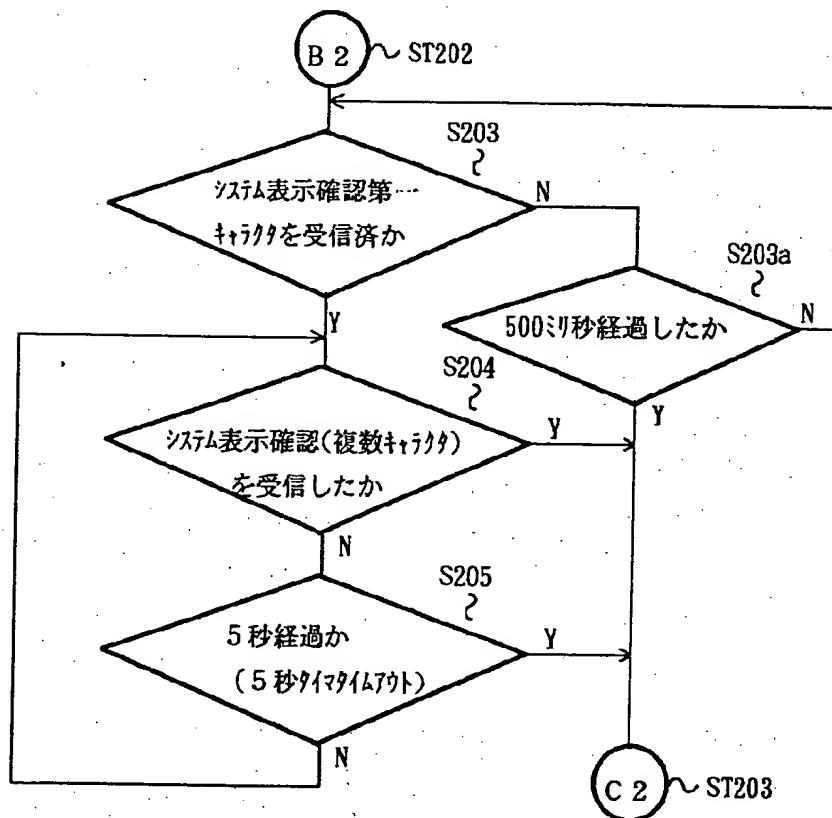 B 2
ST202
S203
システム表示確認第一
キャラクタを受信済か
N
Y
S203a
500ミリ秒経過したか
N
Y
S204
システム表示確認(複数キャラクタ)
を受信したか
Y
N
S205
5秒経過か
(5秒タイマタイムアウト)
Y
N
C 2
ST203